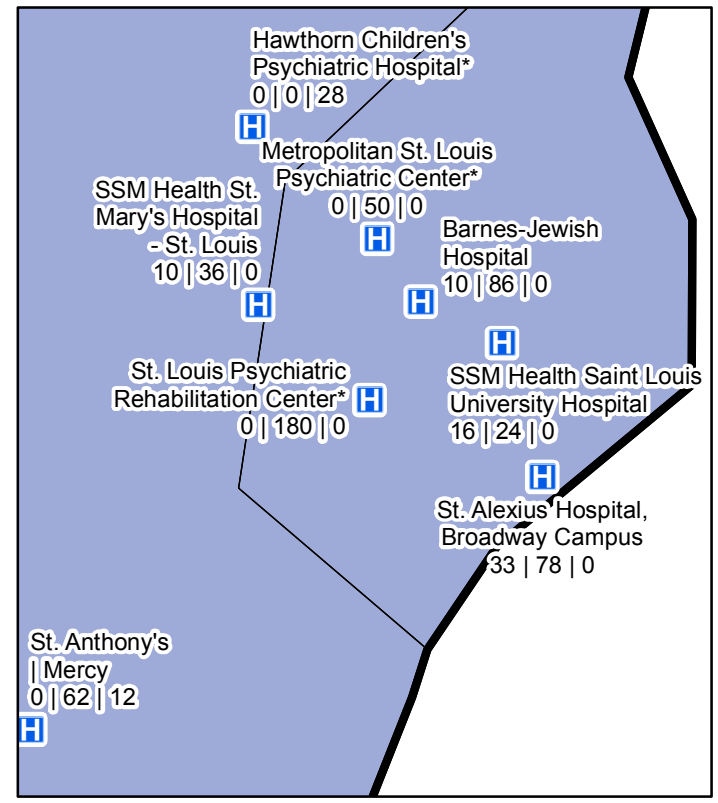 Hawthorn Children's
Psychiatric Hospital*
0 | 0 | 28
H
Metropolitan St. Louis
Psychiatric Center*
0 | 50 | 0
H
SSM Health St.
Mary's Hospital
- St. Louis
10 | 36 | 0
H
Barnes-Jewish
Hospital
10 | 86 | 0
H
H
SSM Health Saint Louis
University Hospital
16 | 24 | 0
St. Louis Psychiatric
Rehabilitation Center*
0 | 180 | 0
H
H
St. Alexius Hospital,
Broadway Campus
33 | 78 | 0
St. Anthony's
| Mercy
0 | 62 | 12
H